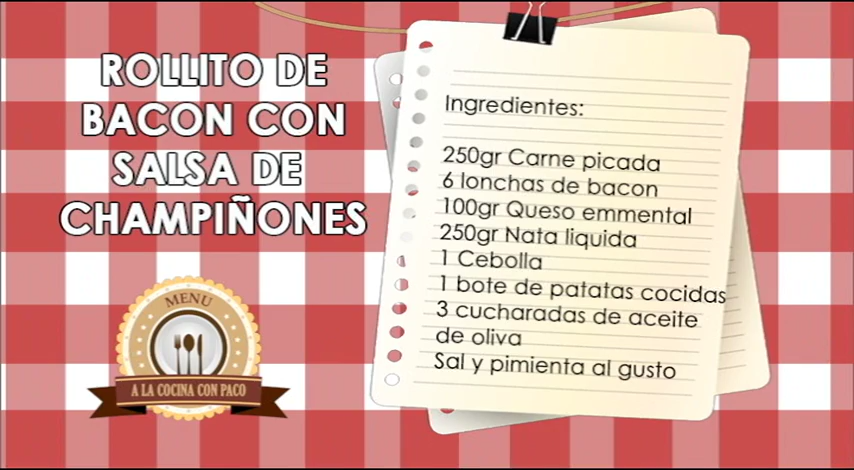 ROLLITO DE
BACON CON
SALSA DE
CHAMPIÑONES
MENU
A LA COCINA CON PACO
Ingredientes:
250gr Carne picada
6 lonchas de bacon
100gr Queso emmental
250gr Nata liquida
1 Cebolla
1 bote de patatas cocidas
3 cucharadas de aceite
de oliva
Sal y pimienta al gusto